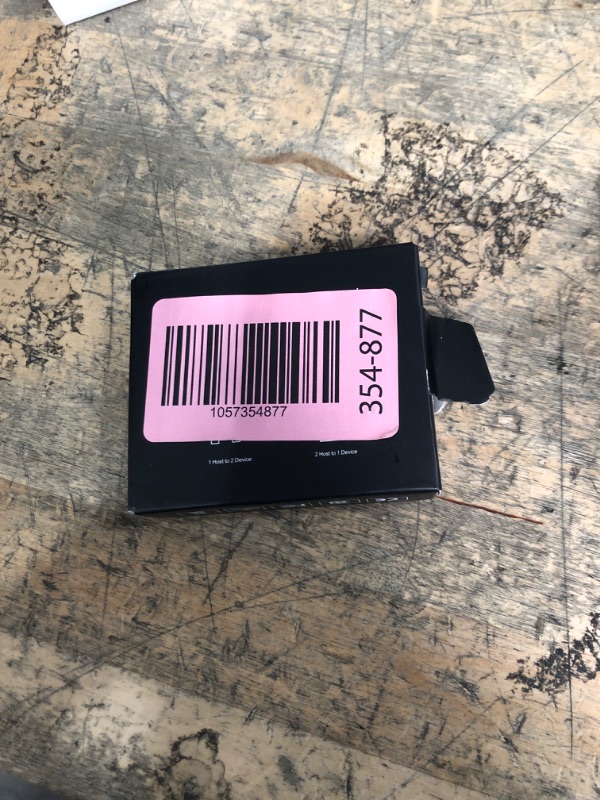 1057354877
354-877
1 Host to 2 Device
2 Host to 1 Device